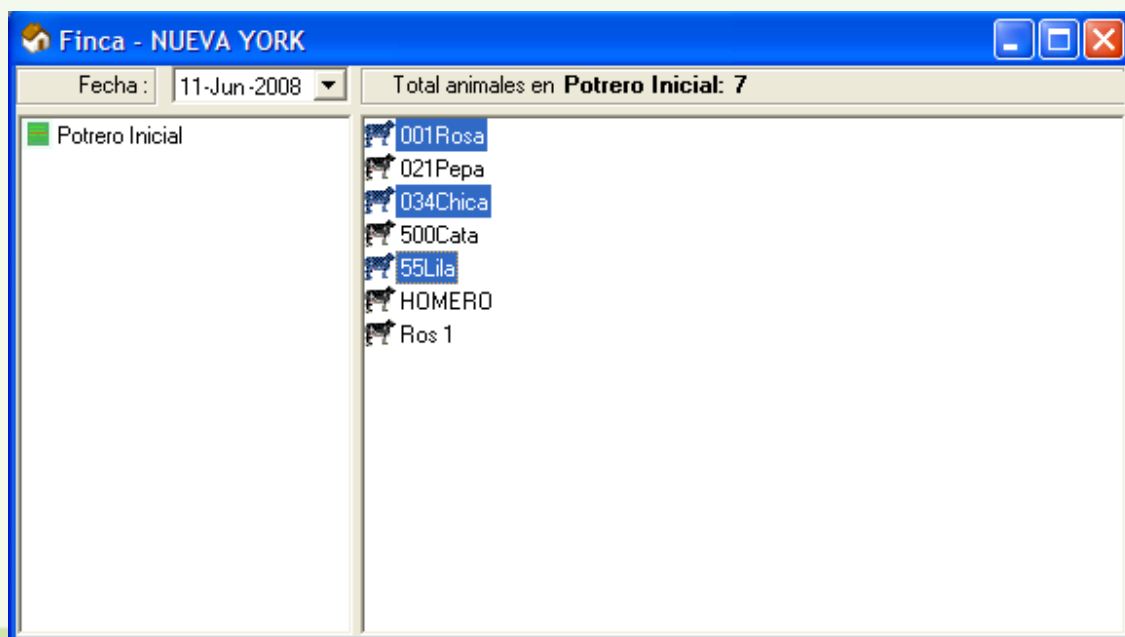 Finca - NUEVA YORK
Fecha : 11-Jun-2008 Total animales en Potrero Inicial: 7
Potrero Inicial
001Rosa
021Pepa
034Chica
500Cata
55Lila
HOMERO
Ros 1